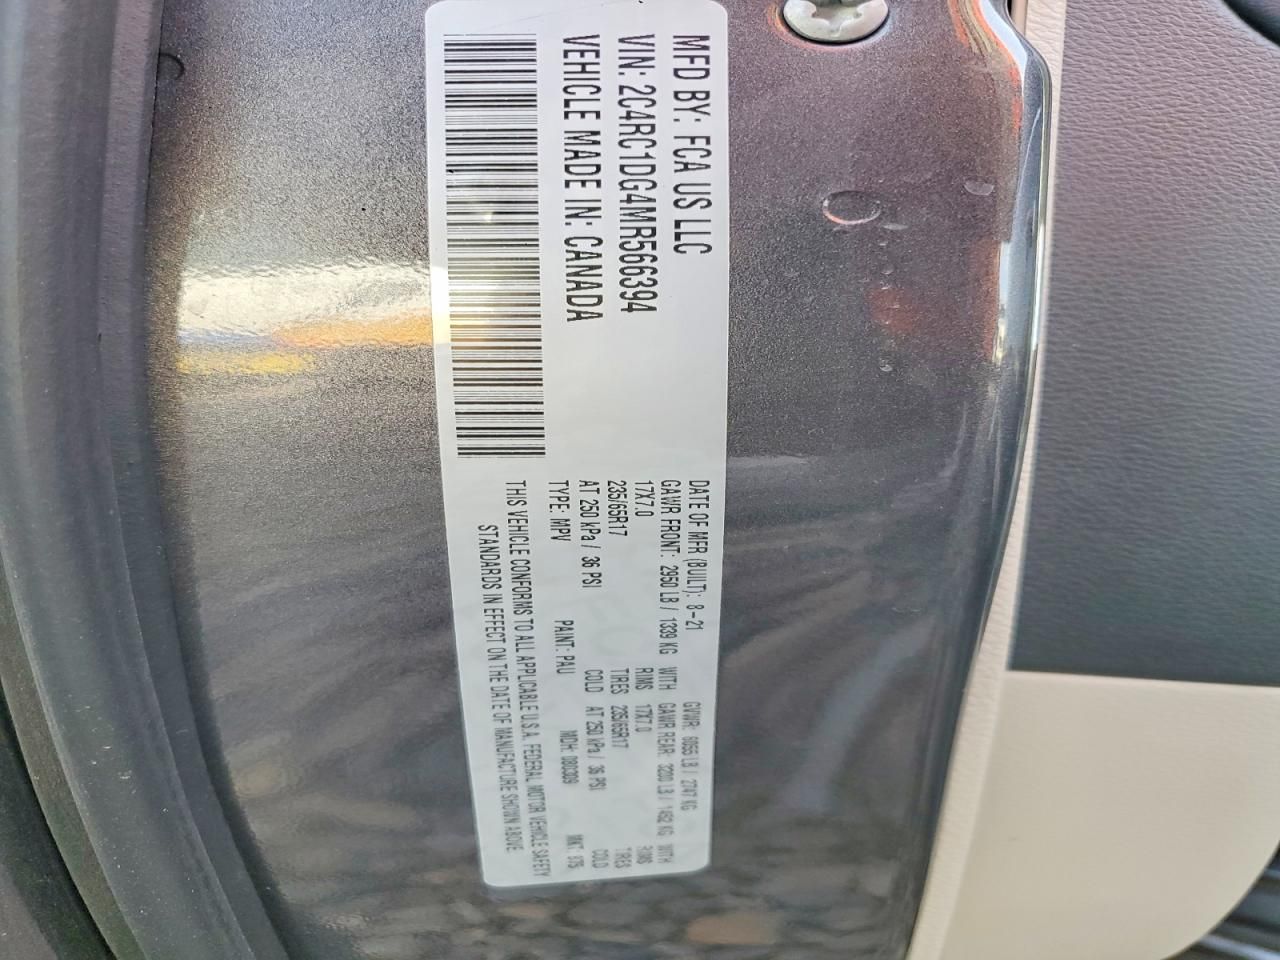 MFD BY: FCA US LLC
VIN: 2C4RC1DG4MR566394
VEHICLE MADE IN: CANADA
DATE OF MFR (BUILT): 8-21 GVWR: 6055 LB / 2747 KG
GAWR FRONT: 2950 LB / 1339 KG WITH GAWR REAR: 3200 LB / 1452 KG WITH
17X7.0 RIMS 17X7.0 RIMS
235/65R17 TIRES 235/65R17 TIRES
AT 250 kPa / 36 PSI COLD AT 250 kPa / 36 PSI COLD
TYPE: MPV PAINT: PAU MDH: 080309 MKT:
THIS VEHICLE CONFORMS TO ALL APPLICABLE U.S.A. FEDERAL MOTOR VEHICLE SAFETY
STANDARDS IN EFFECT ON THE DATE OF MANUFACTURE SHOWN ABOVE.